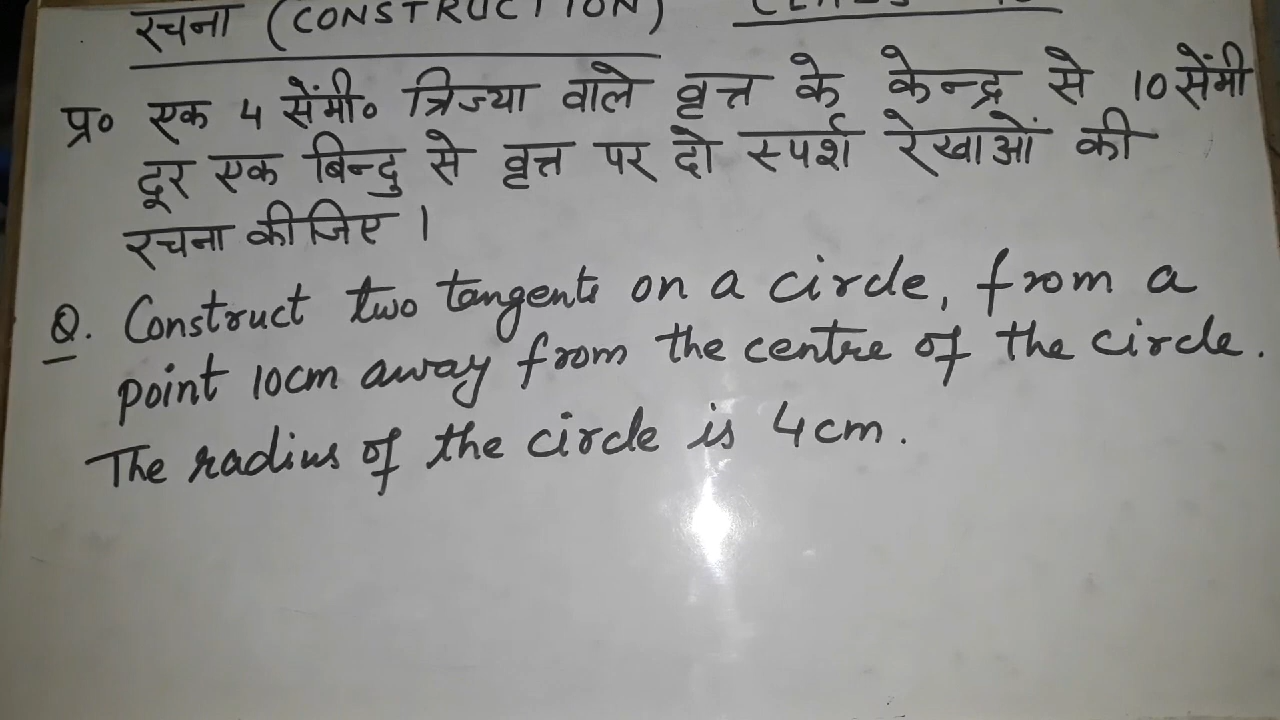 रचना (CONSTRUCTION)
प्र० एक 4 सेंमी० त्रिज्या वाले वृत्त के केन्द्र से 10 सेंमी
दूर एक बिन्दु से वृत्त पर दो स्पर्श रेखाओं की
रचना कीजिए।
Q. Construct two tangents on a circle, from a
point 10cm away from the centre of the circle.
The radius of the circle is 4cm.